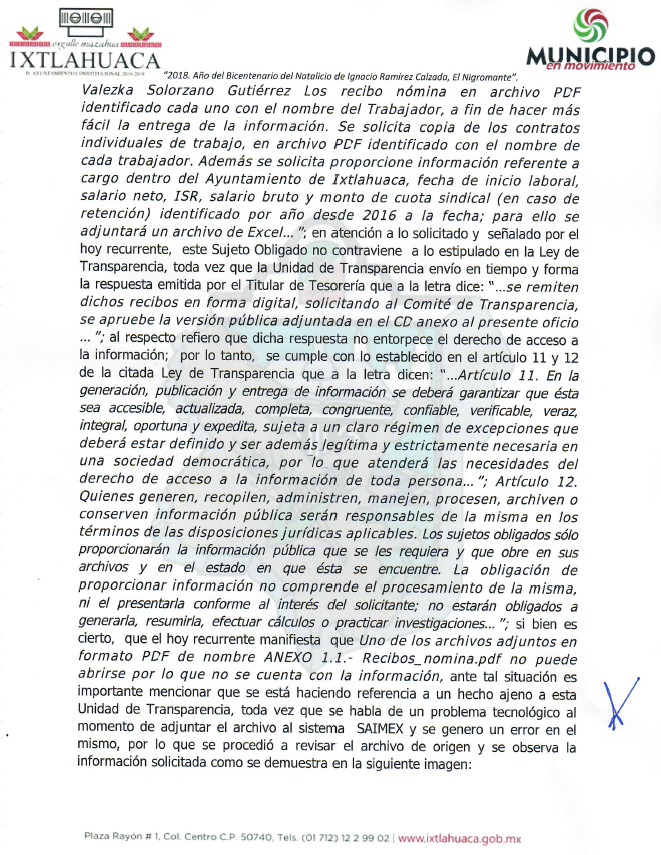 orgullo mazahua
IXTLAHUACA
H. AYUNTAMIENTO CONSTITUCIONAL 2016-2018
MUNICIPIO
en movimiento
"2018. Año del Bicentenario del Natalicio de Ignacio Ramírez Calzada, El Nigromante".
Valezka Solorzano Gutiérrez Los recibo nómina en archivo PDF
identificado cada uno con el nombre del Trabajador, a fin de hacer más
fácil la entrega de la información. Se solicita copia de los contratos
individuales de trabajo, en archivo PDF identificado con el nombre de
cada trabajador. Además se solicita proporcione información referente a
cargo dentro del Ayuntamiento de Ixtlahuaca, fecha de inicio laboral,
salario neto, ISR, salario bruto y monto de cuota sindical (en caso de
retención) identificado por año desde 2016 a la fecha; para ello se
adjuntará un archivo de Excel... "; en atención a lo solicitado y señalado por el
hoy recurrente, este Sujeto Obligado no contraviene a lo estipulado en la Ley de
Transparencia, toda vez que la Unidad de Transparencia envío en tiempo y forma
la respuesta emitida por el Titular de Tesorería que a la letra dice: "...se remiten
dichos recibos en forma digital, solicitando al Comité de Transparencia,
se apruebe la versión pública adjuntada en el CD anexo al presente oficio
... "; al respecto refiero que dicha respuesta no entorpece el derecho de acceso a
la información; por lo tanto, se cumple con lo establecido en el artículo 11 y 12
de la citada Ley de Transparencia que a la letra dicen: "...Artículo 11. En la
generación, publicación y entrega de información se deberá garantizar que ésta
sea accesible, actualizada, completa, congruente, confiable, verificable, veraz,
integral, oportuna y expedita, sujeta a un claro régimen de excepciones que
deberá estar definido y ser además legítima y estrictamente necesaria en
una sociedad democrática, por lo que atenderá las necesidades del
derecho de acceso a la información de toda persona... "; Artículo 12.
Quienes generen, recopilen, administren, manejen, procesen, archiven o
conserven información pública serán responsables de la misma en los
términos de las disposiciones jurídicas aplicables. Los sujetos obligados sólo
proporcionarán la información pública que se les requiera y que obre en sus
archivos y en el estado en que ésta se encuentre. La obligación de
proporcionar información no comprende el procesamiento de la misma,
ni el presentarla conforme al interés del solicitante; no estarán obligados a
generarla, resumirla, efectuar cálculos o practicar investigaciones... "; si bien es
cierto, que el hoy recurrente manifiesta que Uno de los archivos adjuntos en
formato PDF de nombre ANEXO 1.1.- Recibos_nomina.pdf no puede
abrirse por lo que no se cuenta con la información, ante tal situación es
importante mencionar que se está haciendo referencia a un hecho ajeno a esta
Unidad de Transparencia, toda vez que se habla de un problema tecnológico al
momento de adjuntar el archivo al sistema SAIMEX y se genero un error en el
mismo, por lo que se procedió a revisar el archivo de origen y se observa la
información solicitada como se demuestra en la siguiente imagen:
Plaza Rayón # 1, Col. Centro C.P. 50740, Tels. (01 712) 12 2 99 02 | www.ixtlahuaca.gob.mx